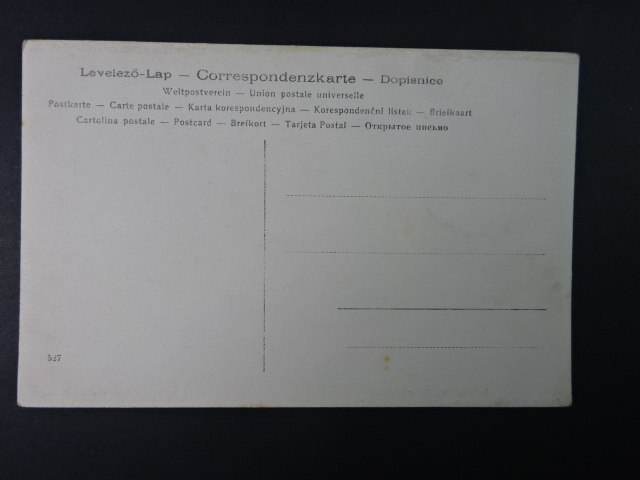 Levelező-Lap — Correspondenzkarte — Dopisnice
Weltpostverein — Union postale universelle
Postkarte — Carte postale — Karta korespondencyjna — Korespondenční lístek — Briefkaart
Cartolina postale — Postcard — Brefkort — Tarjeta Postal — Открытое письмо
527